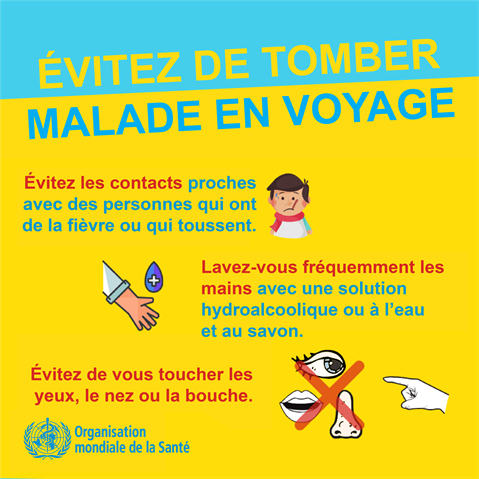 ÉVITEZ DE TOMBER
MALADE EN VOYAGE
Évitez les contacts proches
avec des personnes qui ont
de la fièvre ou qui toussent.
Lavez-vous fréquemment les
mains avec une solution
hydroalcoolique ou à l'eau
et au savon.
Évitez de vous toucher les
yeux, le nez ou la bouche.
Organisation
mondiale de la Santé